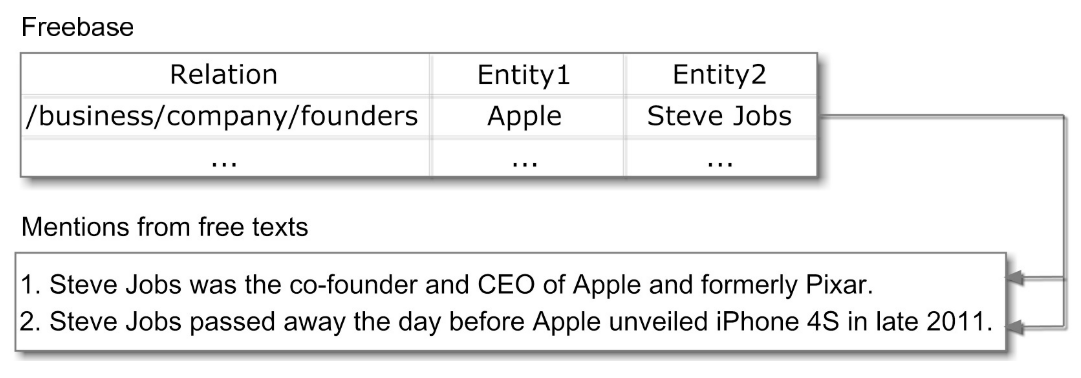 Freebase
Relation Entity1 Entity2
/business/company/founders Apple Steve Jobs
... ... ...
Mentions from free texts
1. Steve Jobs was the co-founder and CEO of Apple and formerly Pixar.
2. Steve Jobs passed away the day before Apple unveiled iPhone 4S in late 2011.